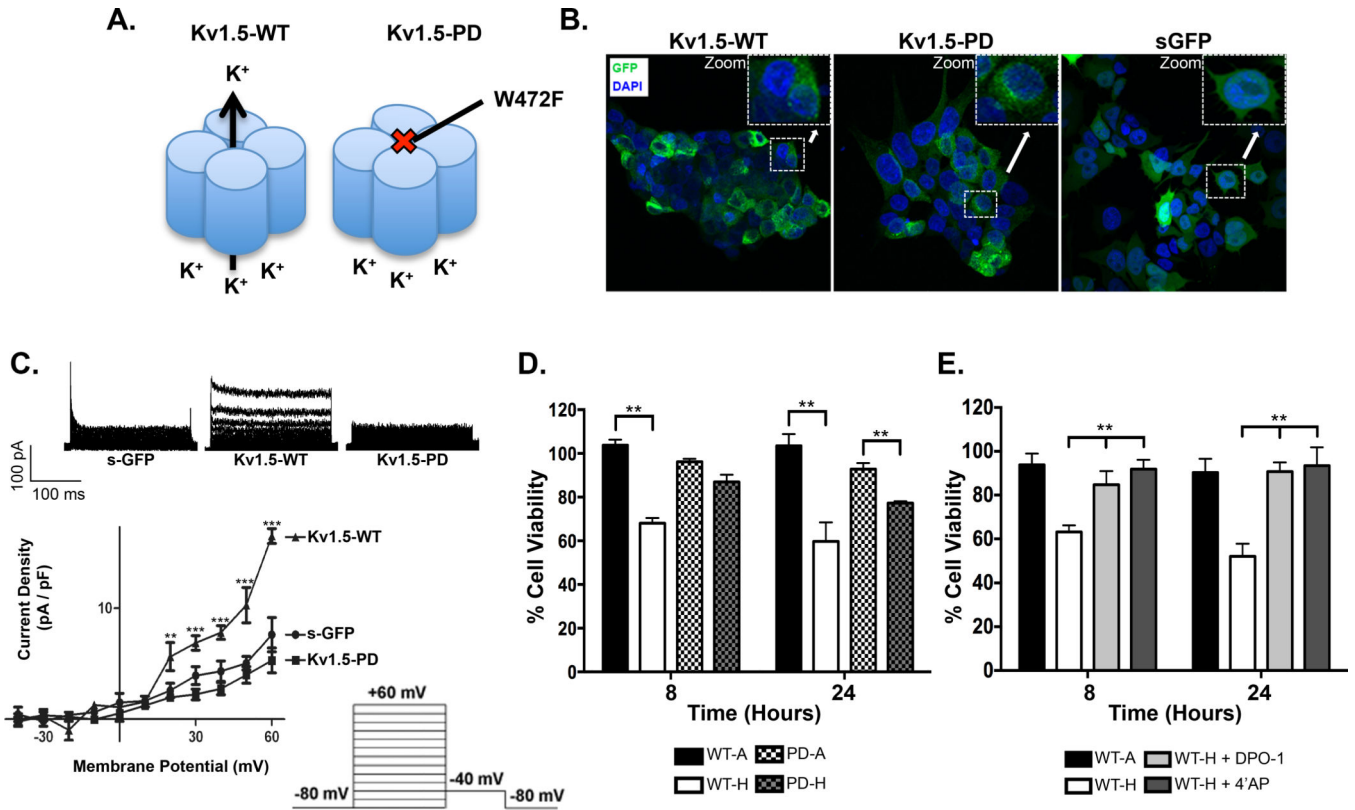 A.
Kv1.5-WT
Kv1.5-PD
K+
W472F
K+ K+ K+
K+ K+ K+
B.
Kv1.5-WT
Kv1.5-PD
sGFP
GFP
DAPI
Zoom
Zoom
Zoom
C.
100 pA
100 ms
s-GFP
Kv1.5-WT
Kv1.5-PD
Current Density
(pA / pF)
10
-30
30
60
** *** *** *** ***
Kv1.5-WT
s-GFP
Kv1.5-PD
Membrane Potential (mV)
+60 mV
-80 mV
-40 mV
-80 mV
D.
% Cell Viability
120
100
80
60
40
20
0
**
**
**
8
24
Time (Hours)
WT-A
PD-A
WT-H
PD-H
E.
% Cell Viability
120
100
80
60
40
20
0
**
**
8
24
Time (Hours)
WT-A
WT-H + DPO-1
WT-H
WT-H + 4'AP